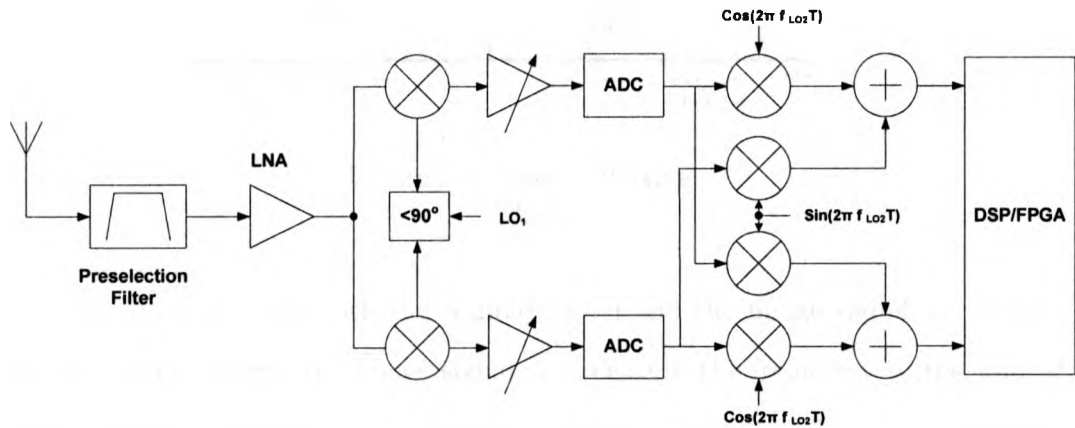 Cos(2π f LO2T)
ADC
LNA
<90°
LO1
Sin(2π f LO2T)
DSP/FPGA
Preselection
Filter
ADC
Cos(2π f LO2T)